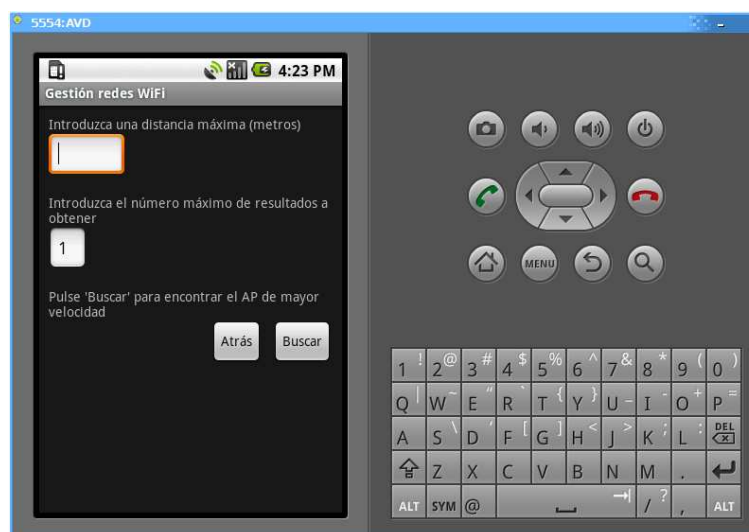 5554:AVD
4:23 PM
Gestión redes WiFi
Introduzca una distancia máxima (metros)
Introduzca el número máximo de resultados a
obtener
1
Pulse 'Buscar' para encontrar el AP de mayor
velocidad
Atrás Buscar
MENU
1 ! 2 @ 3 # 4 $ 5 % 6 ^ 7 & 8 * 9 ( 0 )
Q | W ~ E " R ` T { Y } U _ I - O + P =
A S \ D ' F [ G ] H < J > K ; L : DEL
Z X C V B N M .
ALT SYM @ / ? , ALT